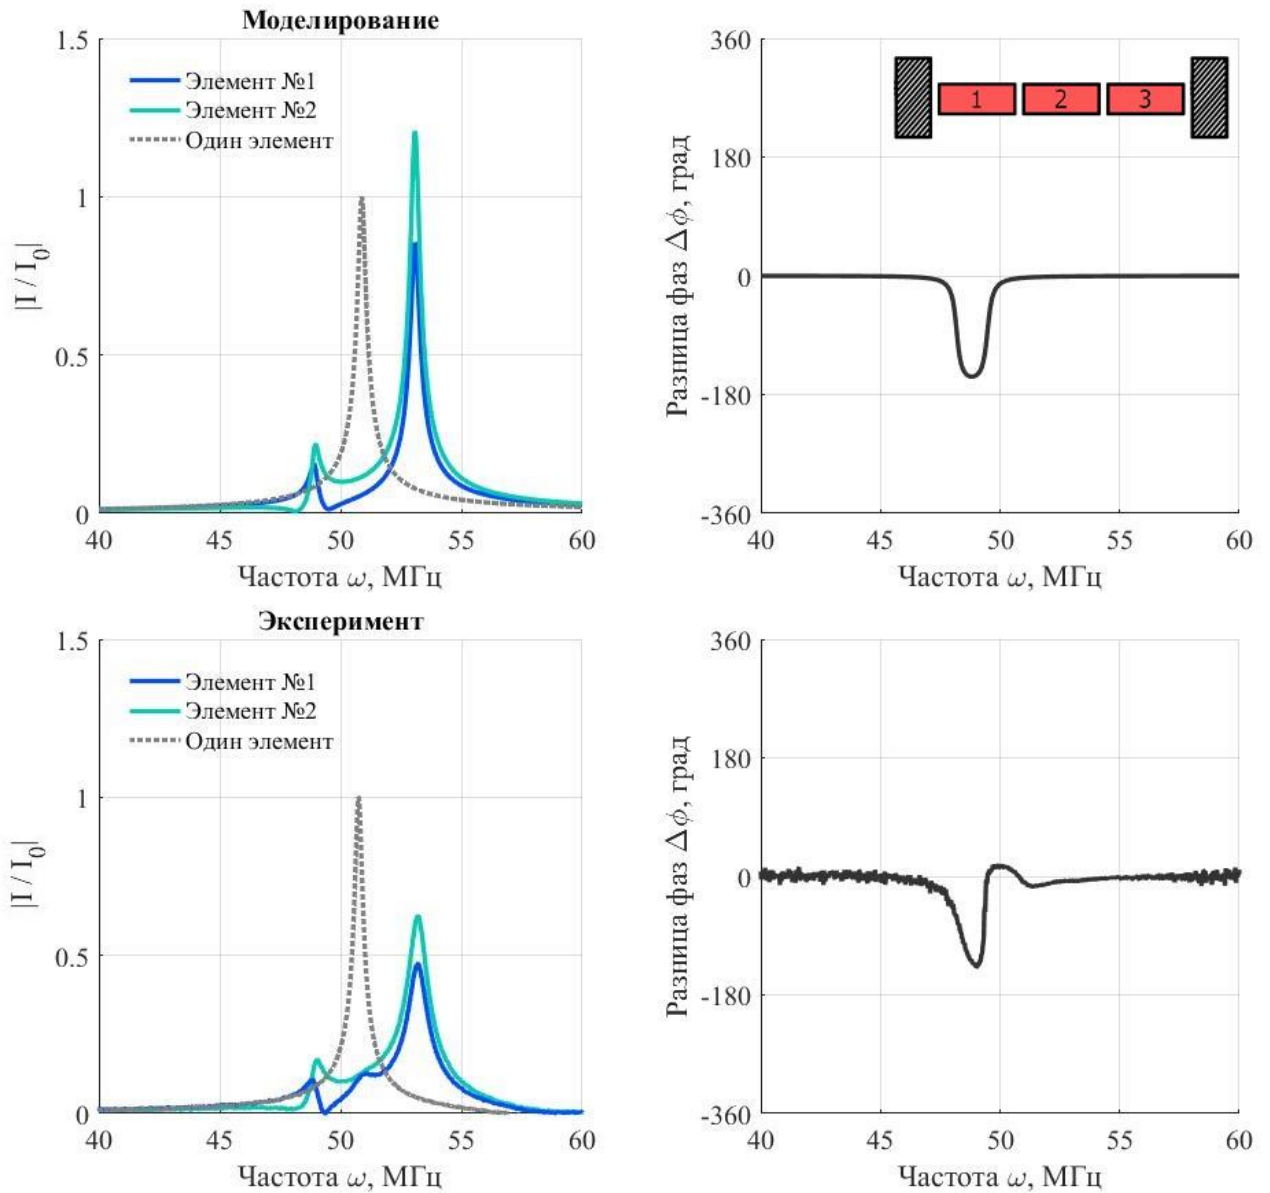 Моделирование
1.5
1
0.5
0
|I / I₀|
Элемент №1
Элемент №2
Один элемент
40 45 50 55 60
Частота ω, МГц
360
180
0
-180
-360
Разница фаз Δϕ, град
1 2 3
40 45 50 55 60
Частота ω, МГц
Эксперимент
1.5
1
0.5
0
|I / I₀|
Элемент №1
Элемент №2
Один элемент
40 45 50 55 60
Частота ω, МГц
360
180
0
-180
-360
Разница фаз Δϕ, град
40 45 50 55 60
Частота ω, МГц